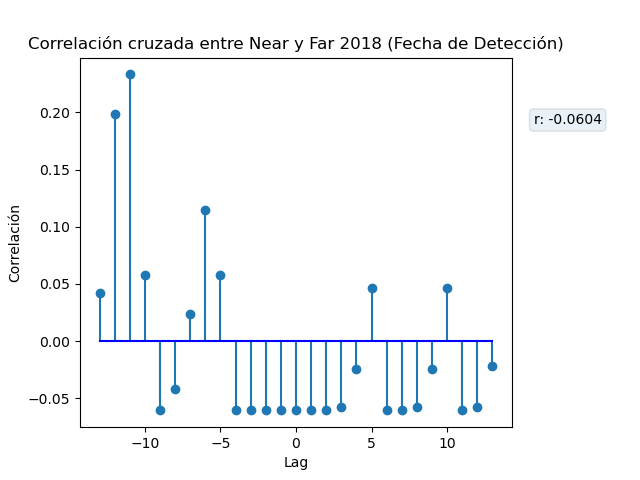 Correlación cruzada entre Near y Far 2018 (Fecha de Detección)
r: -0.0604
Correlación
0.20
0.15
0.10
0.05
0.00
−0.05
−10
−5
0
5
10
Lag